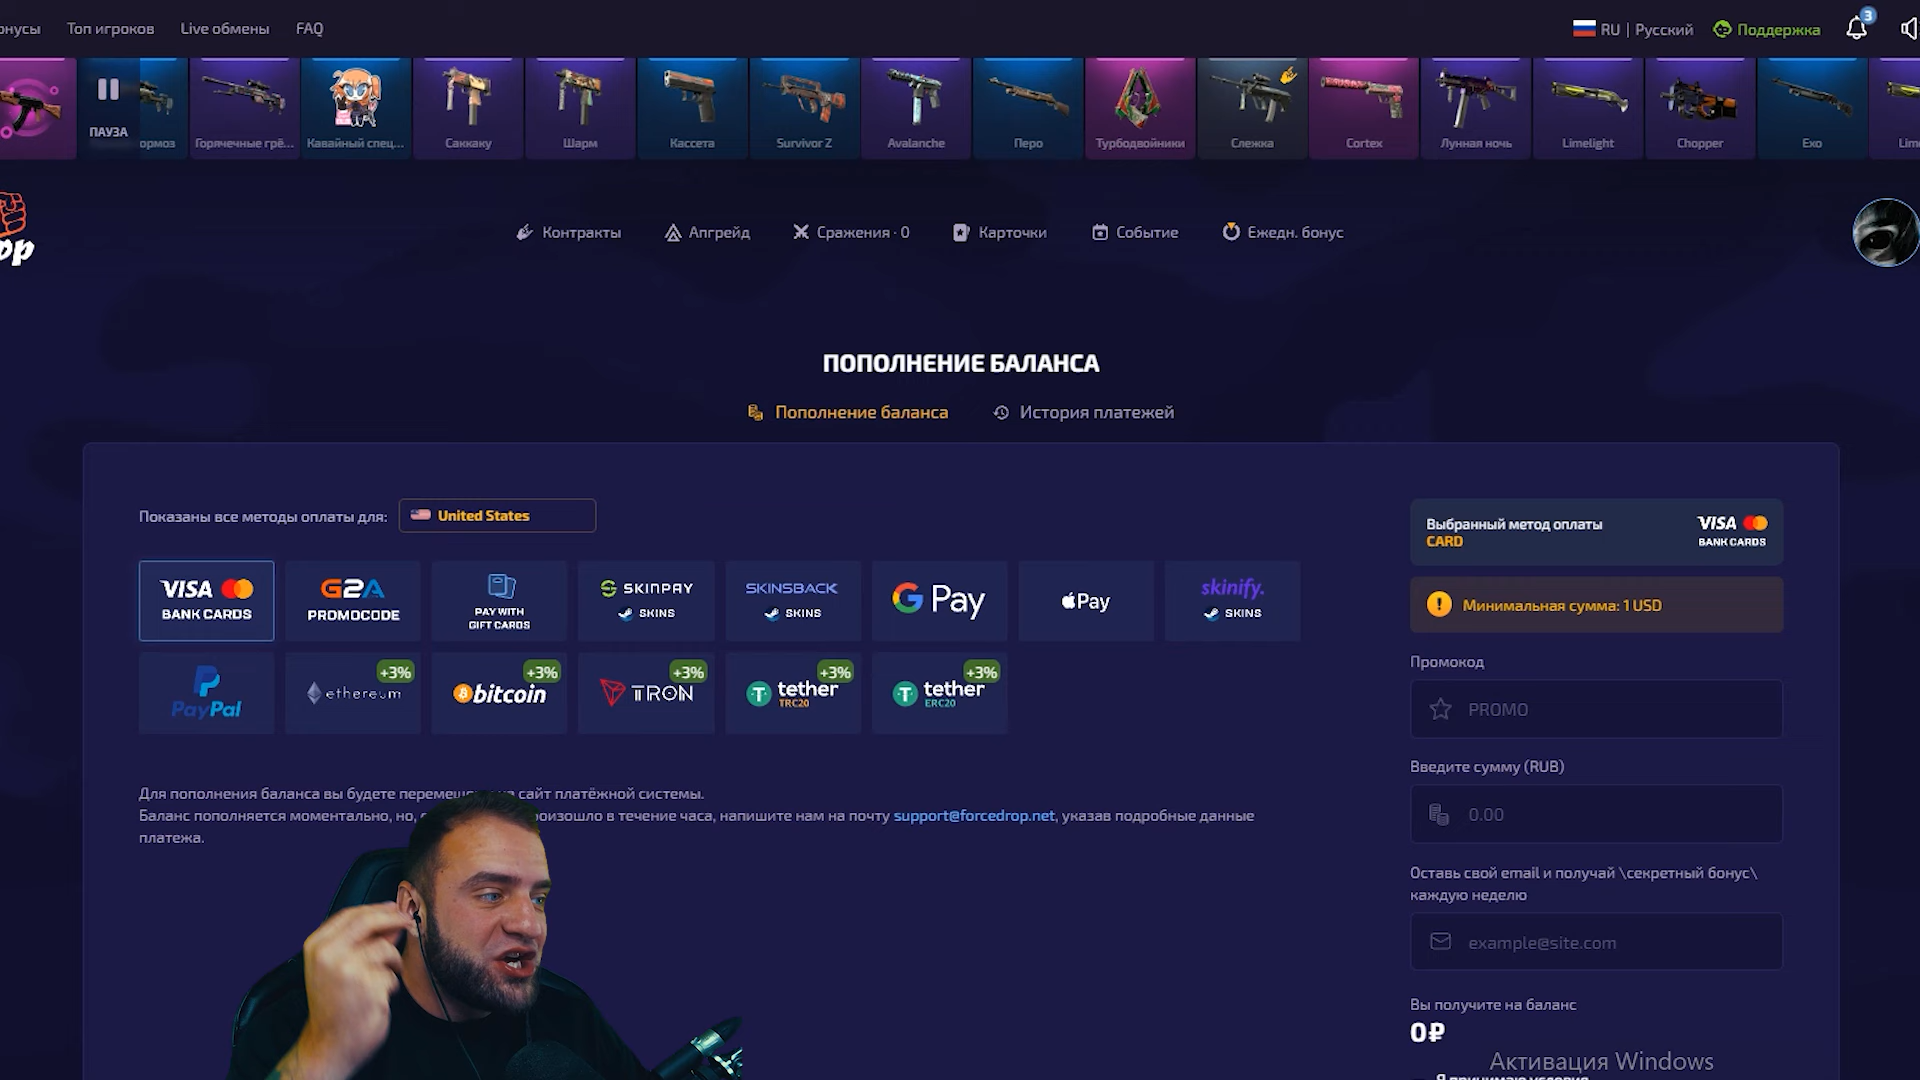 онусы Топ игроков Live обмены FAQ RU | Русский Поддержка 3
ПАУЗА ормоз Горячечные грё... Кавайный спец... Саккаку Шарм Кассета Survivor Z Avalanche Перо Турбодвойники Слежка Cortex Лунная ночь Limelight Chopper Exo Lim
op
Контракты Апгрейд Сражения · 0 Карточки Событие Ежедн. бонус
ПОПОЛНЕНИЕ БАЛАНСА
Пополнение баланса История платежей
Показаны все методы оплаты для: United States
VISA BANK CARDS
G2A PROMOCODE
PAY WITH GIFT CARDS
SKINPAY SKINS
SKINSBACK SKINS
G Pay
Pay
skinify. SKINS
PayPal
ethereum +3%
bitcoin +3%
TRON +3%
tether TRC20 +3%
tether ERC20 +3%
Для пополнения баланса вы будете сайт платёжной системы.
Баланс пополняется моментально, но, в течение часа, напишите нам на почту support@forcedrop.net, указав подробные данные
платежа.
Выбранный метод оплаты
CARD
VISA
BANK CARDS
Минимальная сумма: 1 USD
Промокод
PROMO
Введите сумму (RUB)
0.00
Оставь свой email и получай \секретный бонус\
каждую неделю
example@site.com
Вы получите на баланс
0₽
Активация Windows
Я принимаю условия